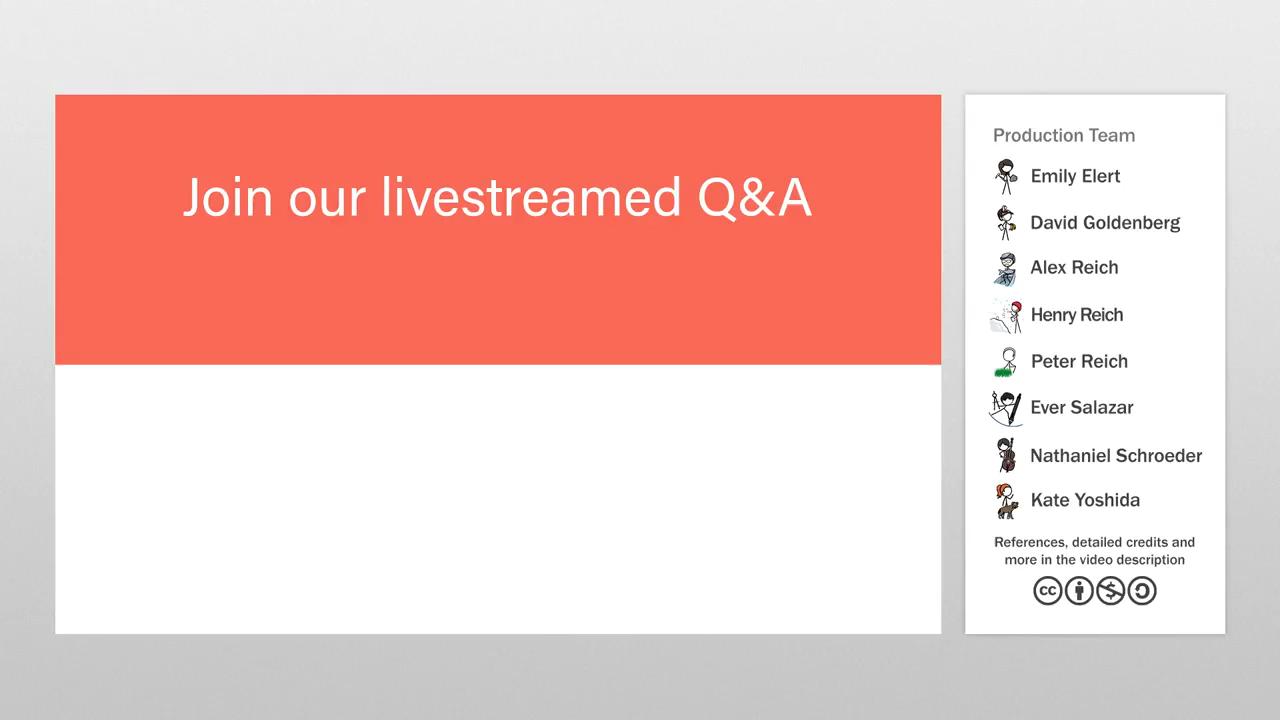 Join our livestreamed Q&A
Production Team
Emily Elert
David Goldenberg
Alex Reich
Henry Reich
Peter Reich
Ever Salazar
Nathaniel Schroeder
Kate Yoshida
References, detailed credits and
more in the video description
cc